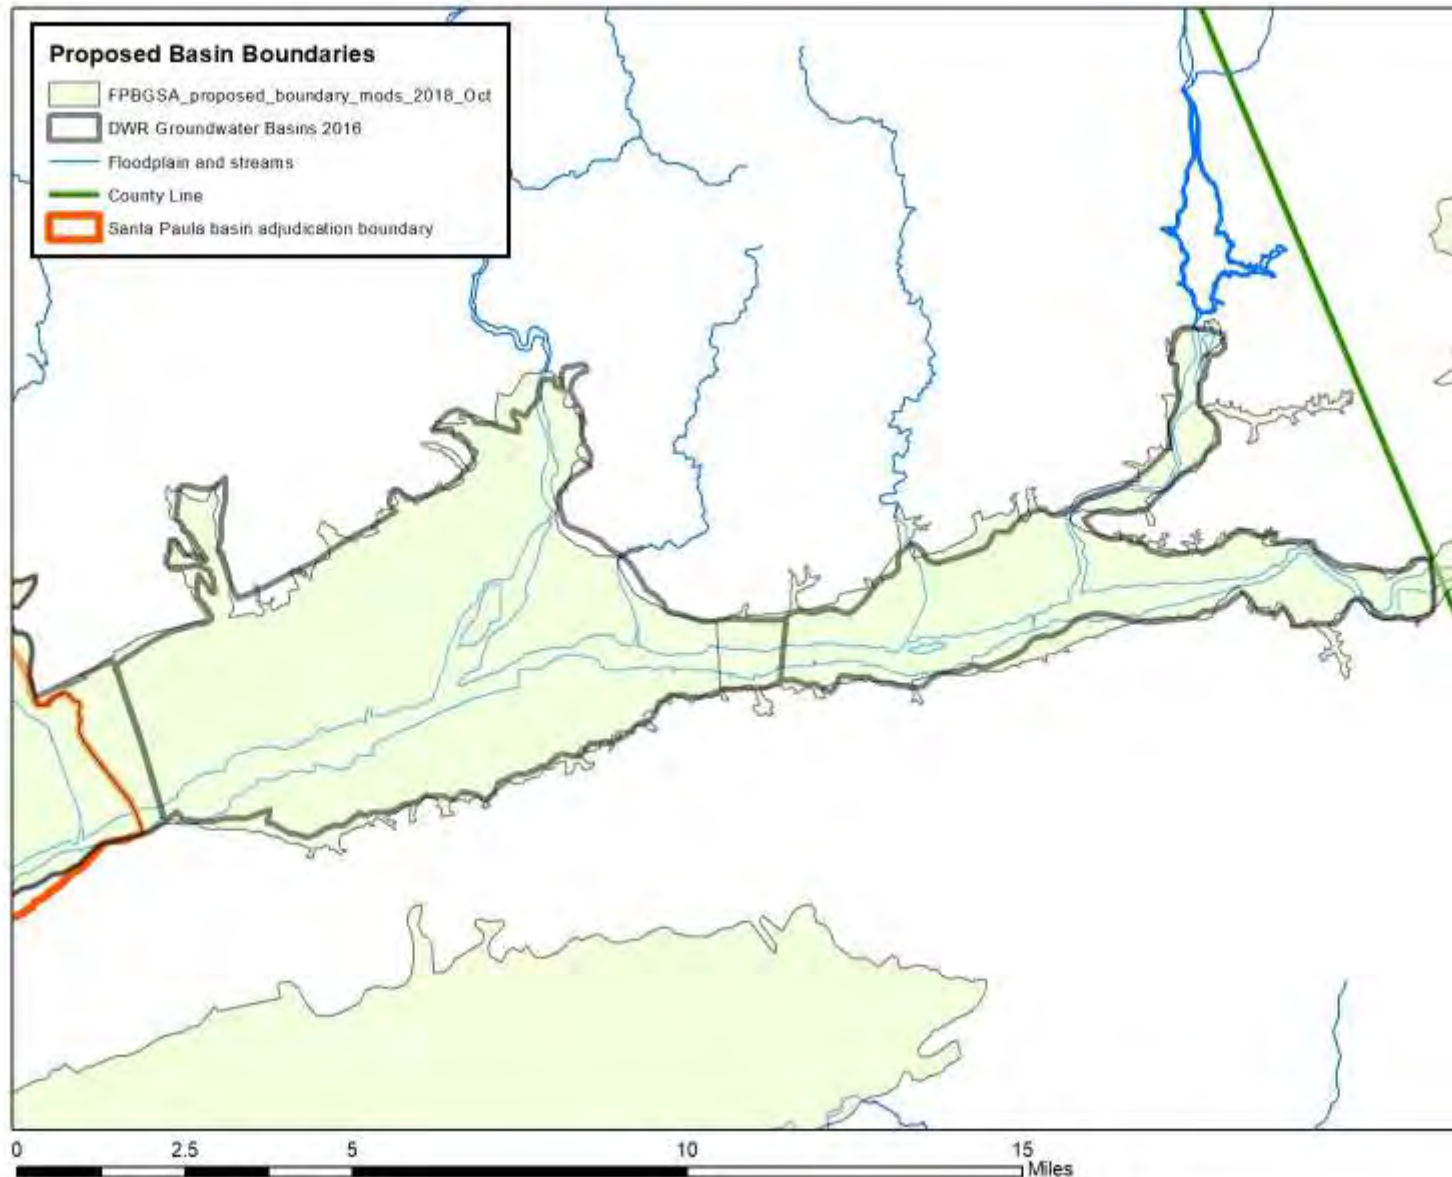 Proposed Basin Boundaries
FPBGSA_proposed_boundary_mods_2018_Oct
DWR Groundwater Basins 2016
Floodplain and streams
County Line
Santa Paula basin adjudication boundary
0 2.5 5 10 15
Miles